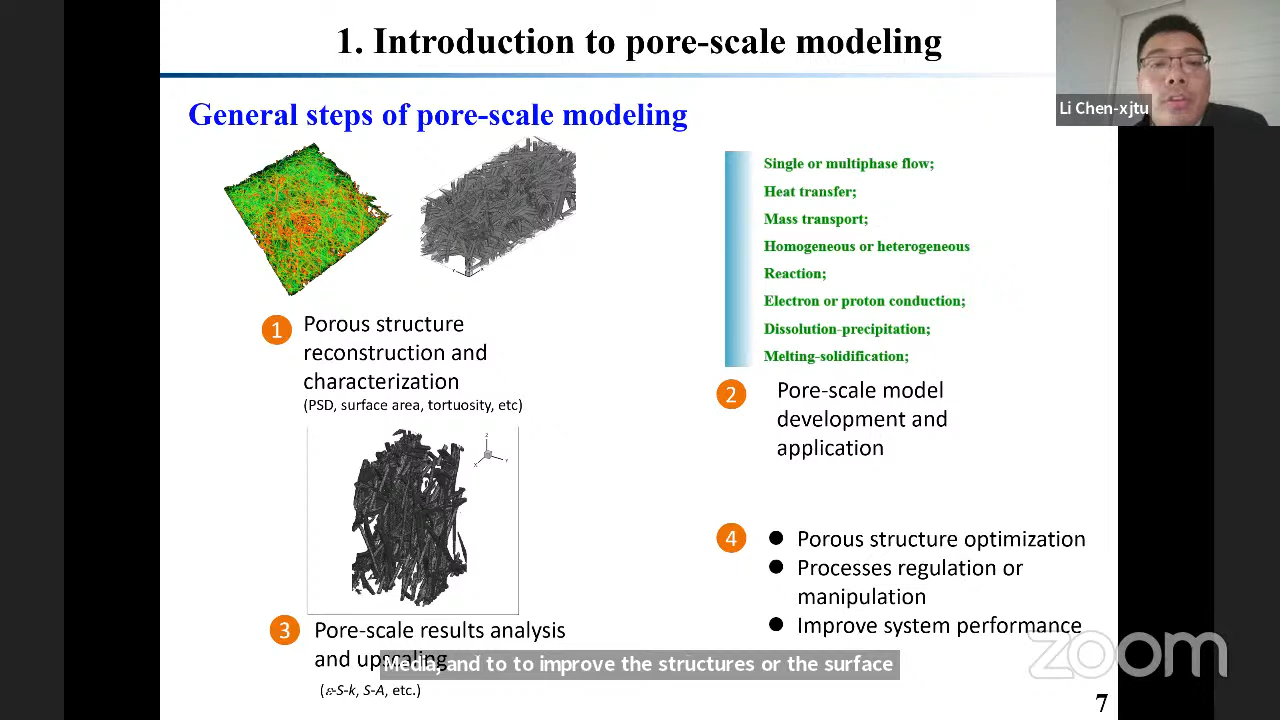 1. Introduction to pore-scale modeling
Li Chen-xjtu
General steps of pore-scale modeling
Single or multiphase flow;
Heat transfer;
Mass transport;
Homogeneous or heterogeneous
Reaction;
Electron or proton conduction;
Dissolution-precipitation;
Melting-solidification;
1
Porous structure
reconstruction and
characterization
(PSD, surface area, tortuosity, etc)
2
Pore-scale model
development and
application
Z
Y
X
3
Pore-scale results analysis
and upscaling
(ε-S-k, S-A, etc.)
4
● Porous structure optimization
● Processes regulation or
manipulation
● Improve system performance
Media, and to to improve the structures or the surface
zoom
7